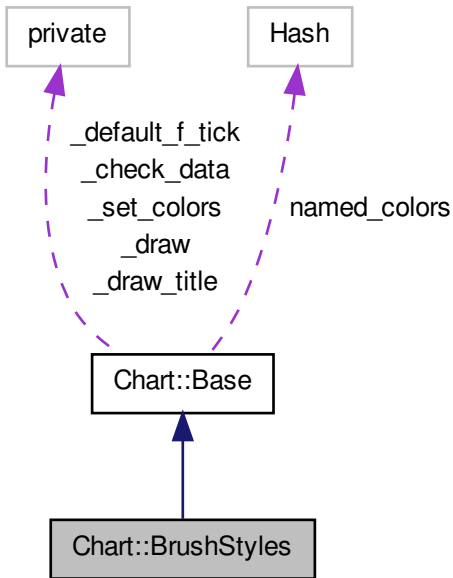 private
Hash
_default_f_tick
_check_data
_set_colors
_draw
_draw_title
named_colors
Chart::Base
Chart::BrushStyles